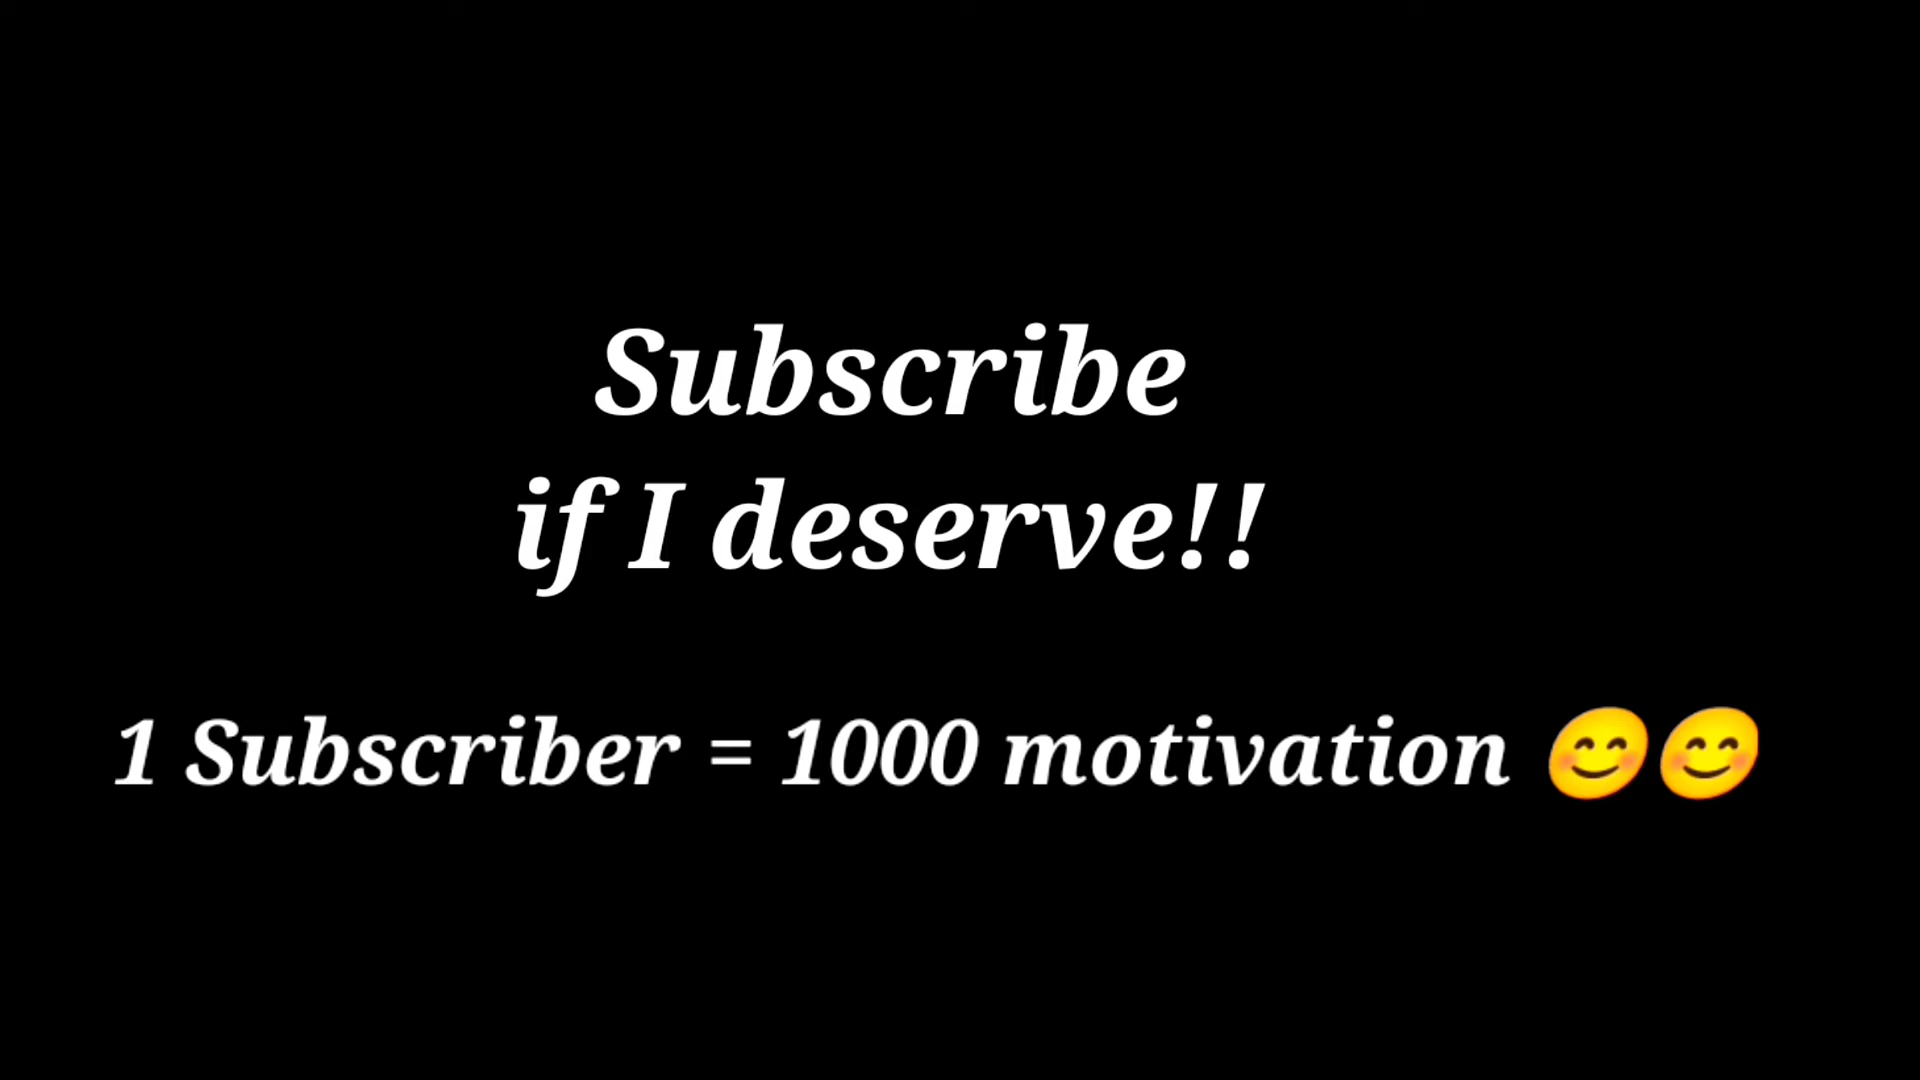 Subscribe
if I deserve!!
1 Subscriber = 1000 motivation 😊😊